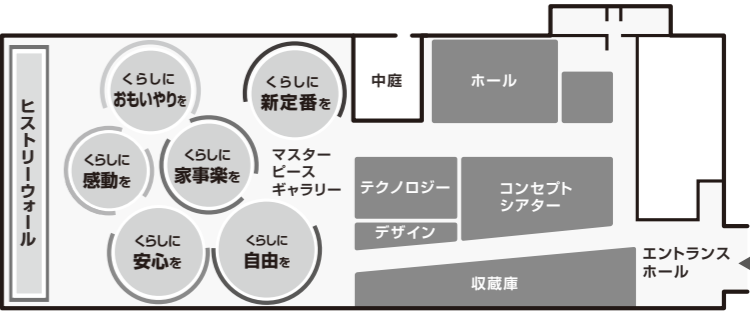 ヒストリーウォール
くらしに
おもいやりを
くらしに
新定番を
くらしに
感動を
くらしに
家事楽を
くらしに
安心を
くらしに
自由を
マスター
ピース
ギャラリー
中庭
ホール
テクノロジー
デザイン
コンセプト
シアター
収蔵庫
エントランス
ホール